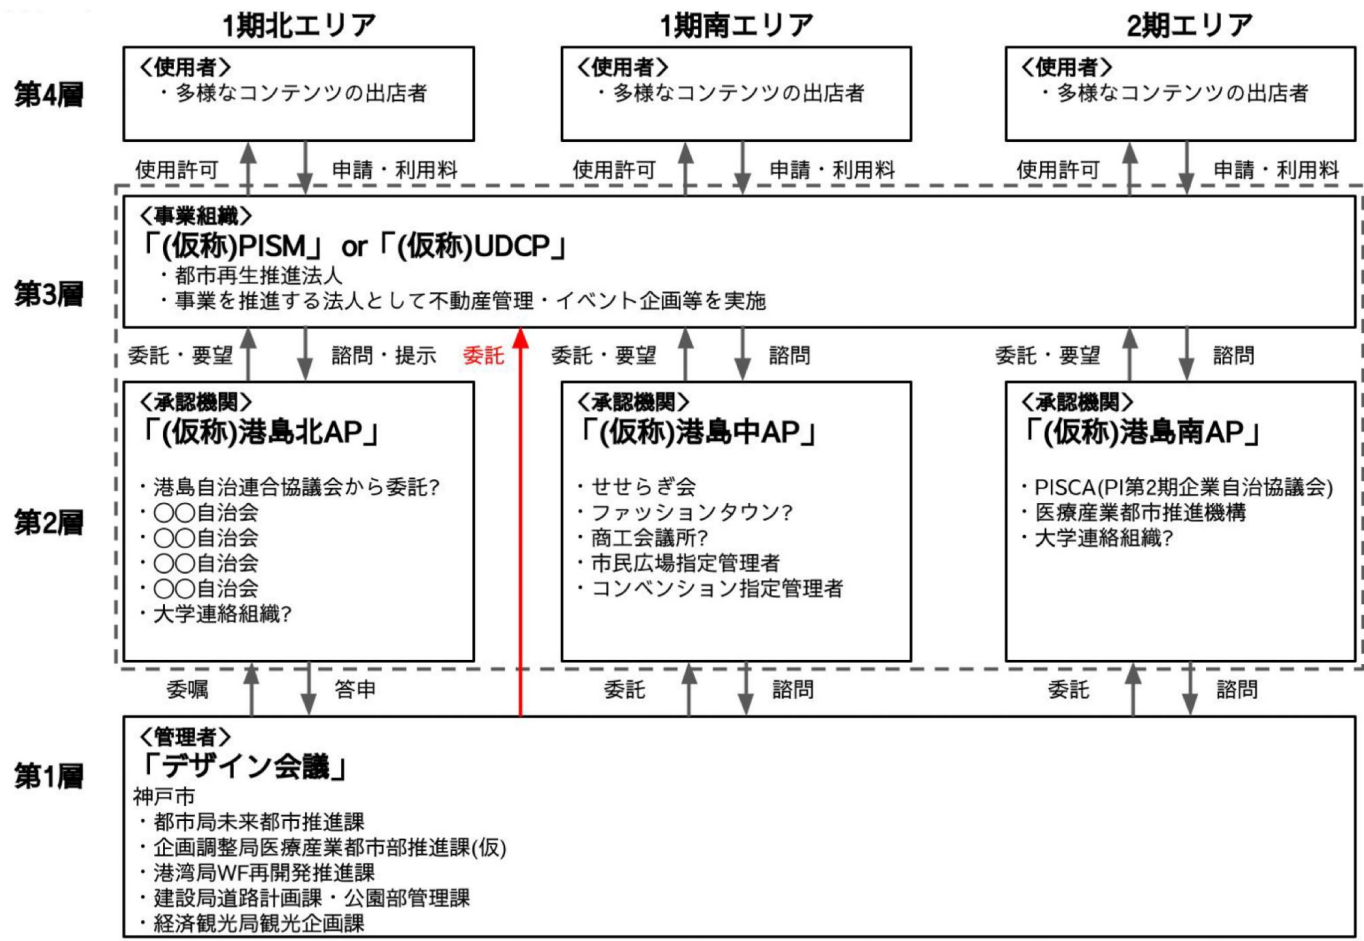 1期北エリア
1期南エリア
2期エリア
第4層
〈使用者〉
・多様なコンテンツの出店者
〈使用者〉
・多様なコンテンツの出店者
〈使用者〉
・多様なコンテンツの出店者
使用許可
申請・利用料
使用許可
申請・利用料
使用許可
申請・利用料
第3層
〈事業組織〉
「(仮称)PISM」 or「(仮称)UDCP」
・都市再生推進法人
・事業を推進する法人として不動産管理・イベント企画等を実施
委託・要望
諮問・提示
委託
委託・要望
諮問
委託・要望
諮問
第2層
〈承認機関〉
「(仮称)港島北AP」
・港島自治連合協議会から委託?
・〇〇自治会
・〇〇自治会
・〇〇自治会
・〇〇自治会
・大学連絡組織?
〈承認機関〉
「(仮称)港島中AP」
・せせらぎ会
・ファッションタウン?
・商工会議所?
・市民広場指定管理者
・コンベンション指定管理者
〈承認機関〉
「(仮称)港島南AP」
・PISCA(PI第2期企業自治協議会)
・医療産業都市推進機構
・大学連絡組織?
委嘱
答申
委託
諮問
委託
諮問
第1層
〈管理者〉
「デザイン会議」
神戸市
・都市局未来都市推進課
・企画調整局医療産業都市部推進課(仮)
・港湾局WF再開発推進課
・建設局道路計画課・公園部管理課
・経済観光局観光企画課